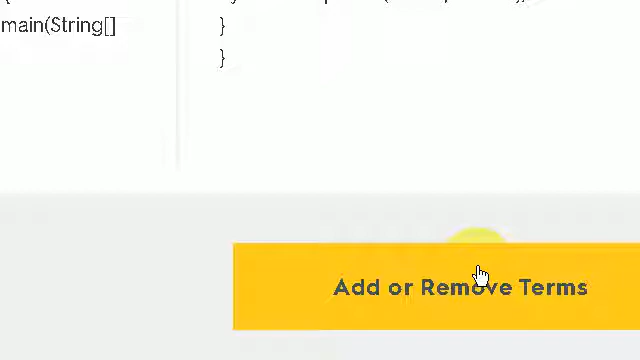 main(String[]
}
}
Add or Remove Terms